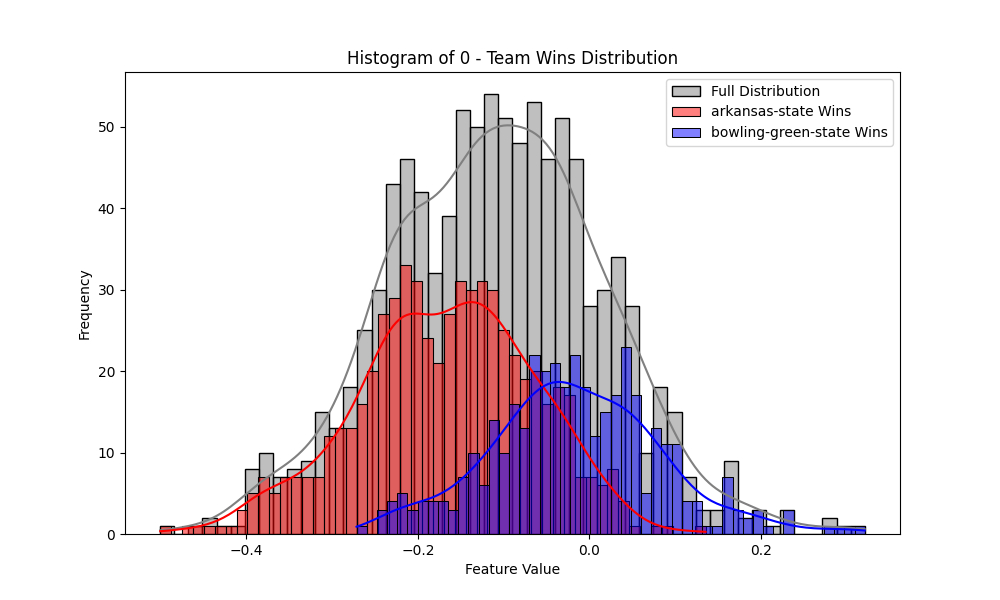 Histogram of 0 - Team Wins Distribution
Full Distribution
arkansas-state Wins
bowling-green-state Wins
Frequency
50
40
30
20
10
0
−0.4
−0.2
0.0
0.2
Feature Value